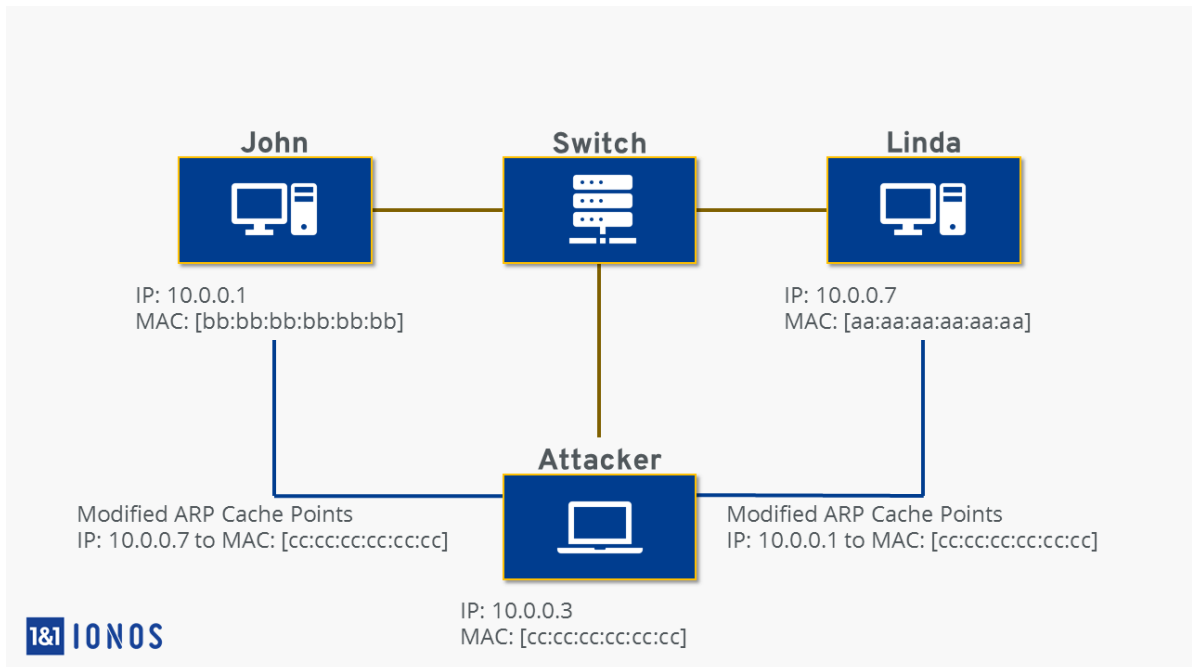 John
Switch
Linda
IP: 10.0.0.1
MAC: [bb:bb:bb:bb:bb:bb]
IP: 10.0.0.7
MAC: [aa:aa:aa:aa:aa:aa]
Attacker
Modified ARP Cache Points
IP: 10.0.0.7 to MAC: [cc:cc:cc:cc:cc:cc]
Modified ARP Cache Points
IP: 10.0.0.1 to MAC: [cc:cc:cc:cc:cc:cc]
IP: 10.0.0.3
MAC: [cc:cc:cc:cc:cc:cc]
1&1 IONOS